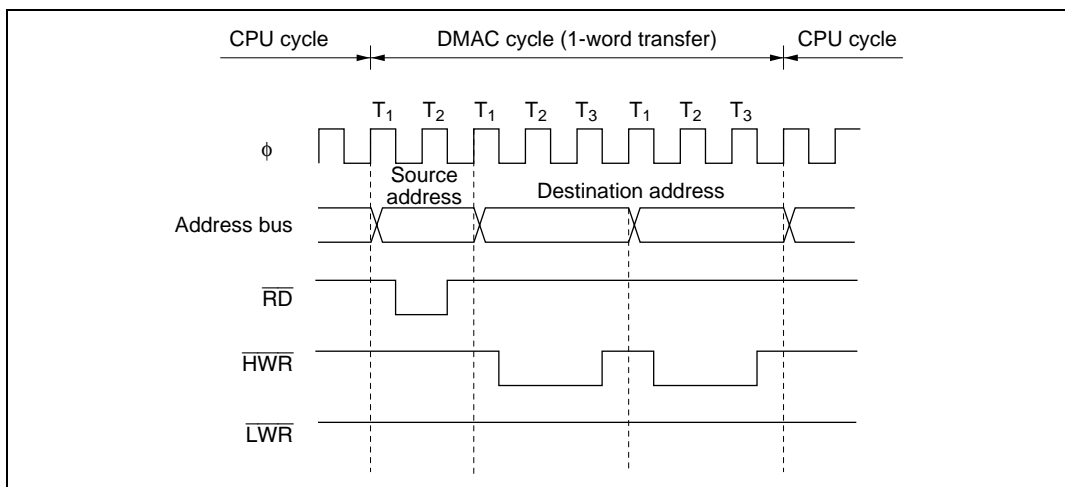 CPU cycle DMAC cycle (1-word transfer) CPU cycle
T1 T2 T1 T2 T3 T1 T2 T3
ϕ
Source
address
Destination address
Address bus
RD
HWR
LWR